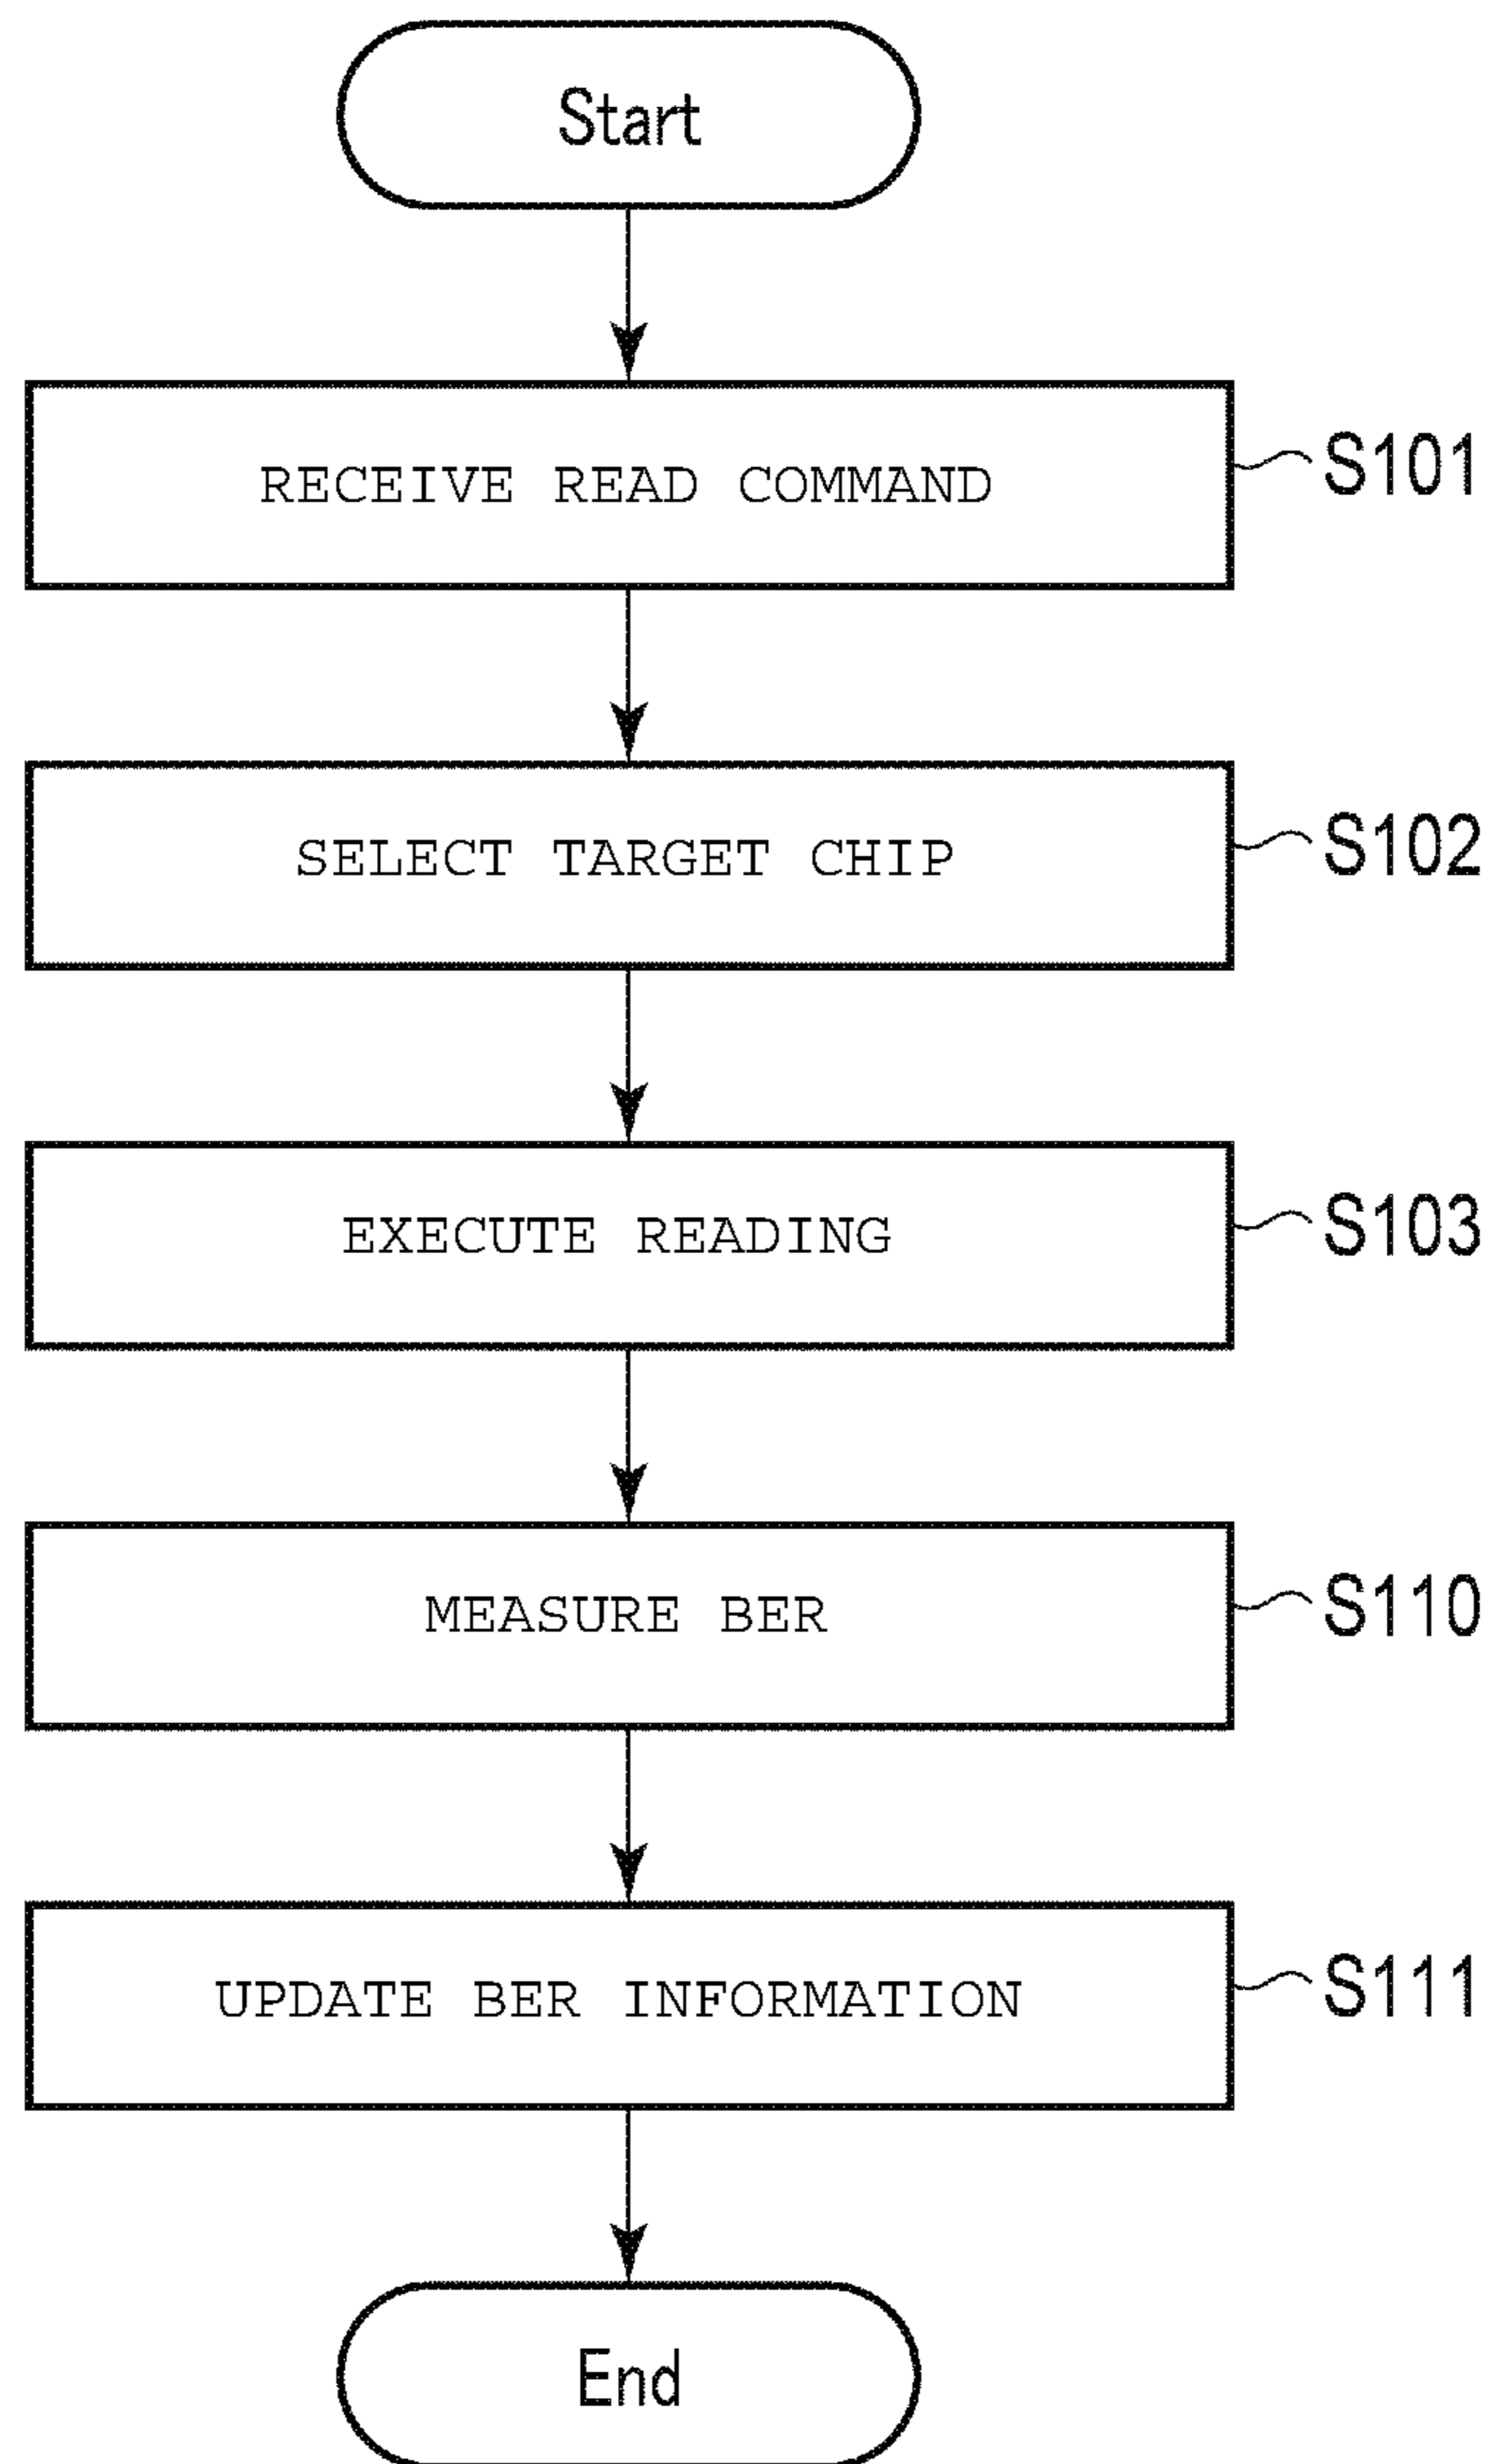 Start
RECEIVE READ COMMAND
S101
SELECT TARGET CHIP
S102
EXECUTE READING
S103
MEASURE BER
S110
UPDATE BER INFORMATION
S111
End